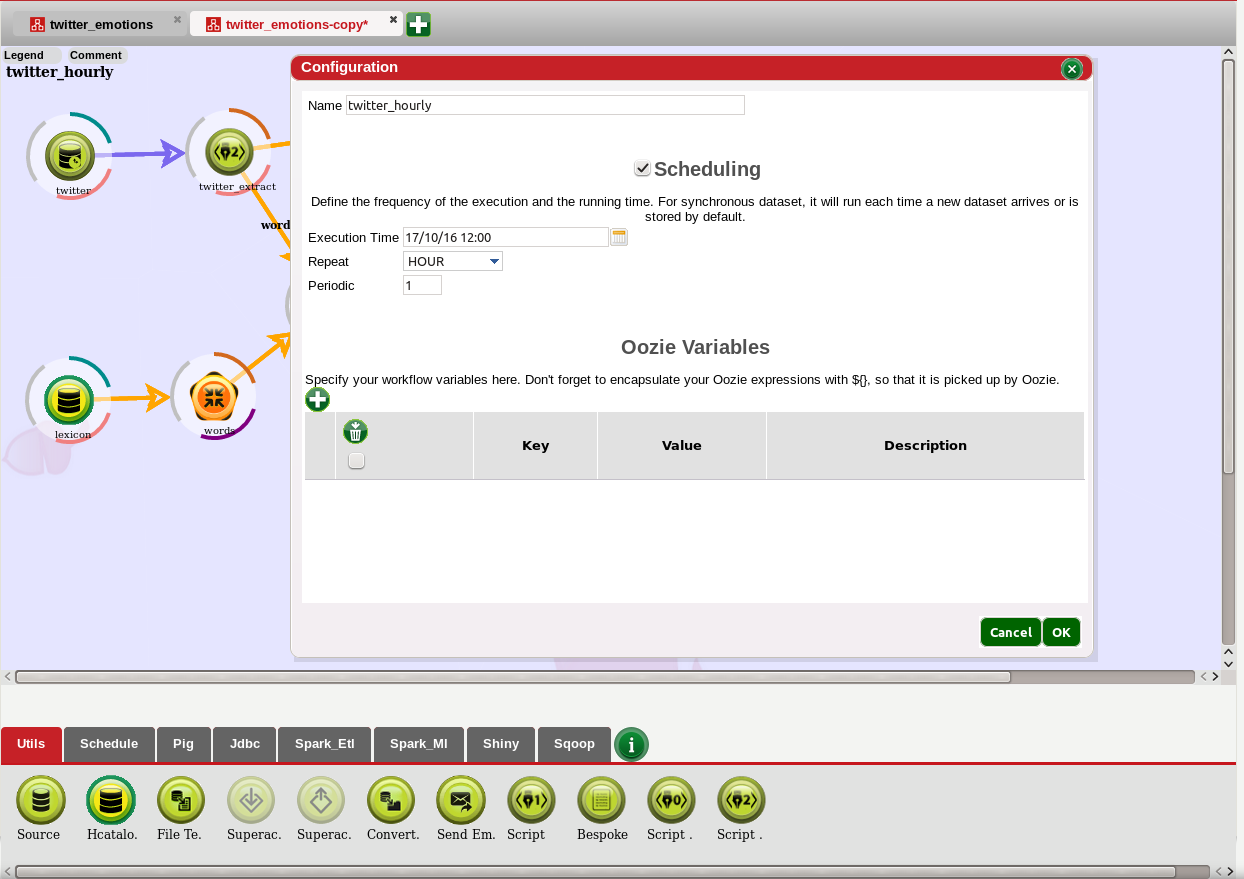 twitter_emotions
twitter_emotions-copy*
Legend
Comment
twitter_hourly
twitter
twitter_extract
word
lexicon
words
Configuration
Name twitter_hourly
Scheduling
Define the frequency of the execution and the running time. For synchronous dataset, it will run each time a new dataset arrives or is
stored by default.
Execution Time 17/10/16 12:00
Repeat HOUR
Periodic 1
Oozie Variables
Specify your workflow variables here. Don't forget to encapsulate your Oozie expressions with ${}, so that it is picked up by Oozie.
Key Value Description
Cancel OK
Utils Schedule Pig Jdbc Spark_Etl Spark_Ml Shiny Sqoop
Source Hcatalo. File Te. Superac. Superac. Convert. Send Em. Script Bespoke Script . Script .